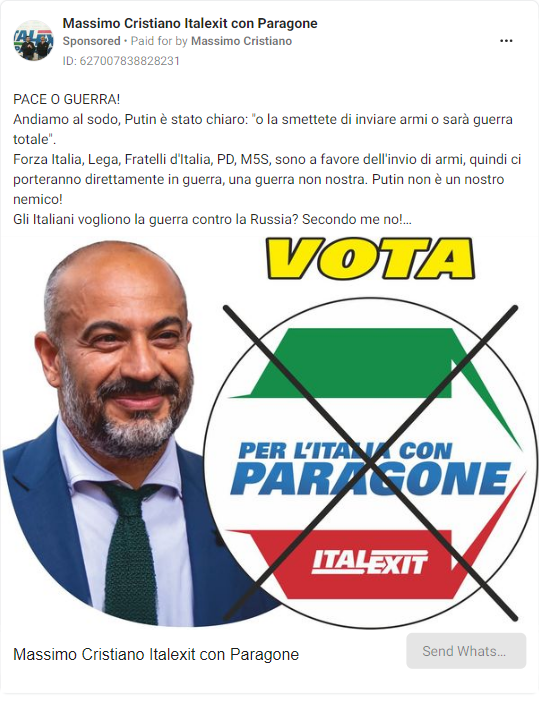 Massimo Cristiano Italexit con Paragone
Sponsored • Paid for by Massimo Cristiano
ID: 627007838828231
PACE O GUERRA!
Andiamo al sodo, Putin è stato chiaro: "o la smettete di inviare armi o sarà guerra
totale".
Forza Italia, Lega, Fratelli d'Italia, PD, M5S, sono a favore dell'invio di armi, quindi ci
porteranno direttamente in guerra, una guerra non nostra. Putin non è un nostro
nemico!
Gli Italiani vogliono la guerra contro la Russia? Secondo me no!...
VOTA
PER L'ITALIA CON
PARAGONE
ITALEXIT
Massimo Cristiano Italexit con Paragone
Send Whats...